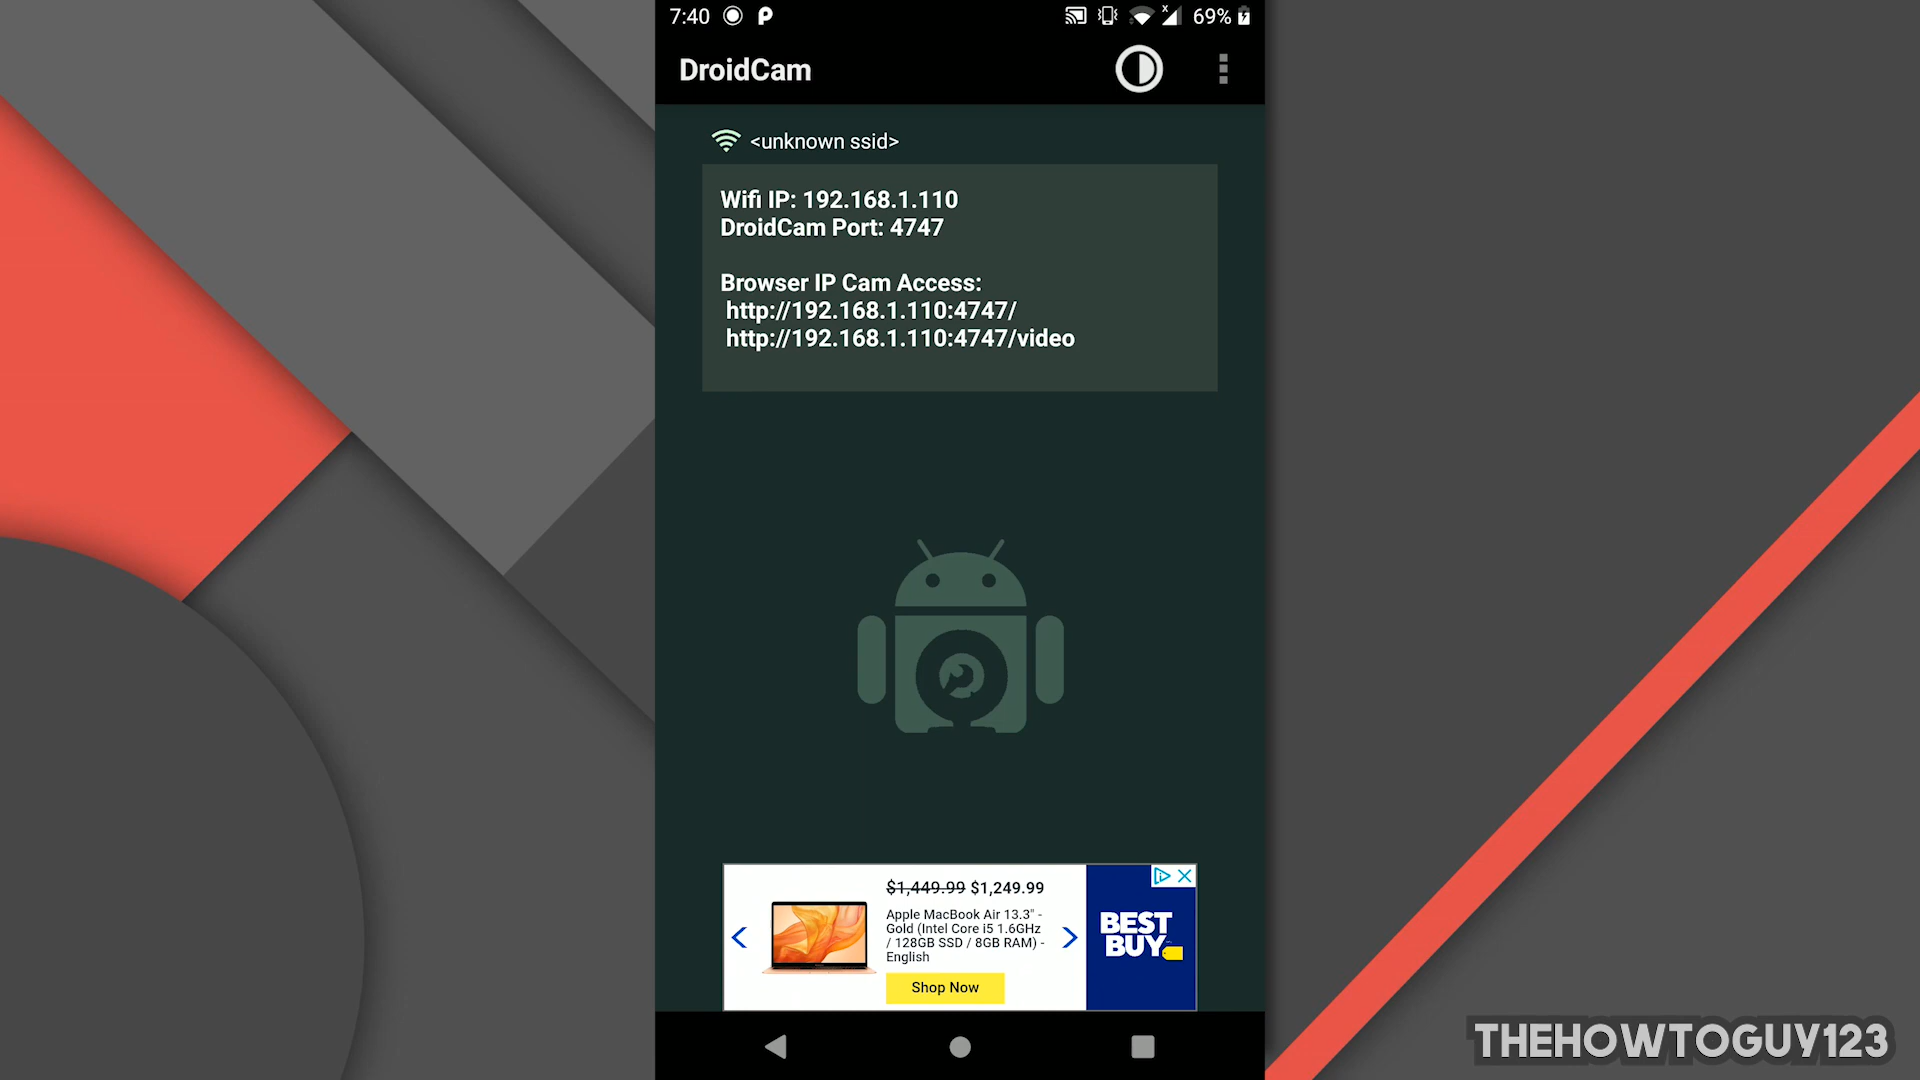 7:40
69%
DroidCam
<unknown ssid>
Wifi IP: 192.168.1.110
DroidCam Port: 4747
Browser IP Cam Access:
http://192.168.1.110:4747/
http://192.168.1.110:4747/video
$1,449.99 $1,249.99
Apple MacBook Air 13.3" -
Gold (Intel Core i5 1.6GHz
/ 128GB SSD / 8GB RAM) -
English
Shop Now
BEST
BUY
THEHOWTOGUY123